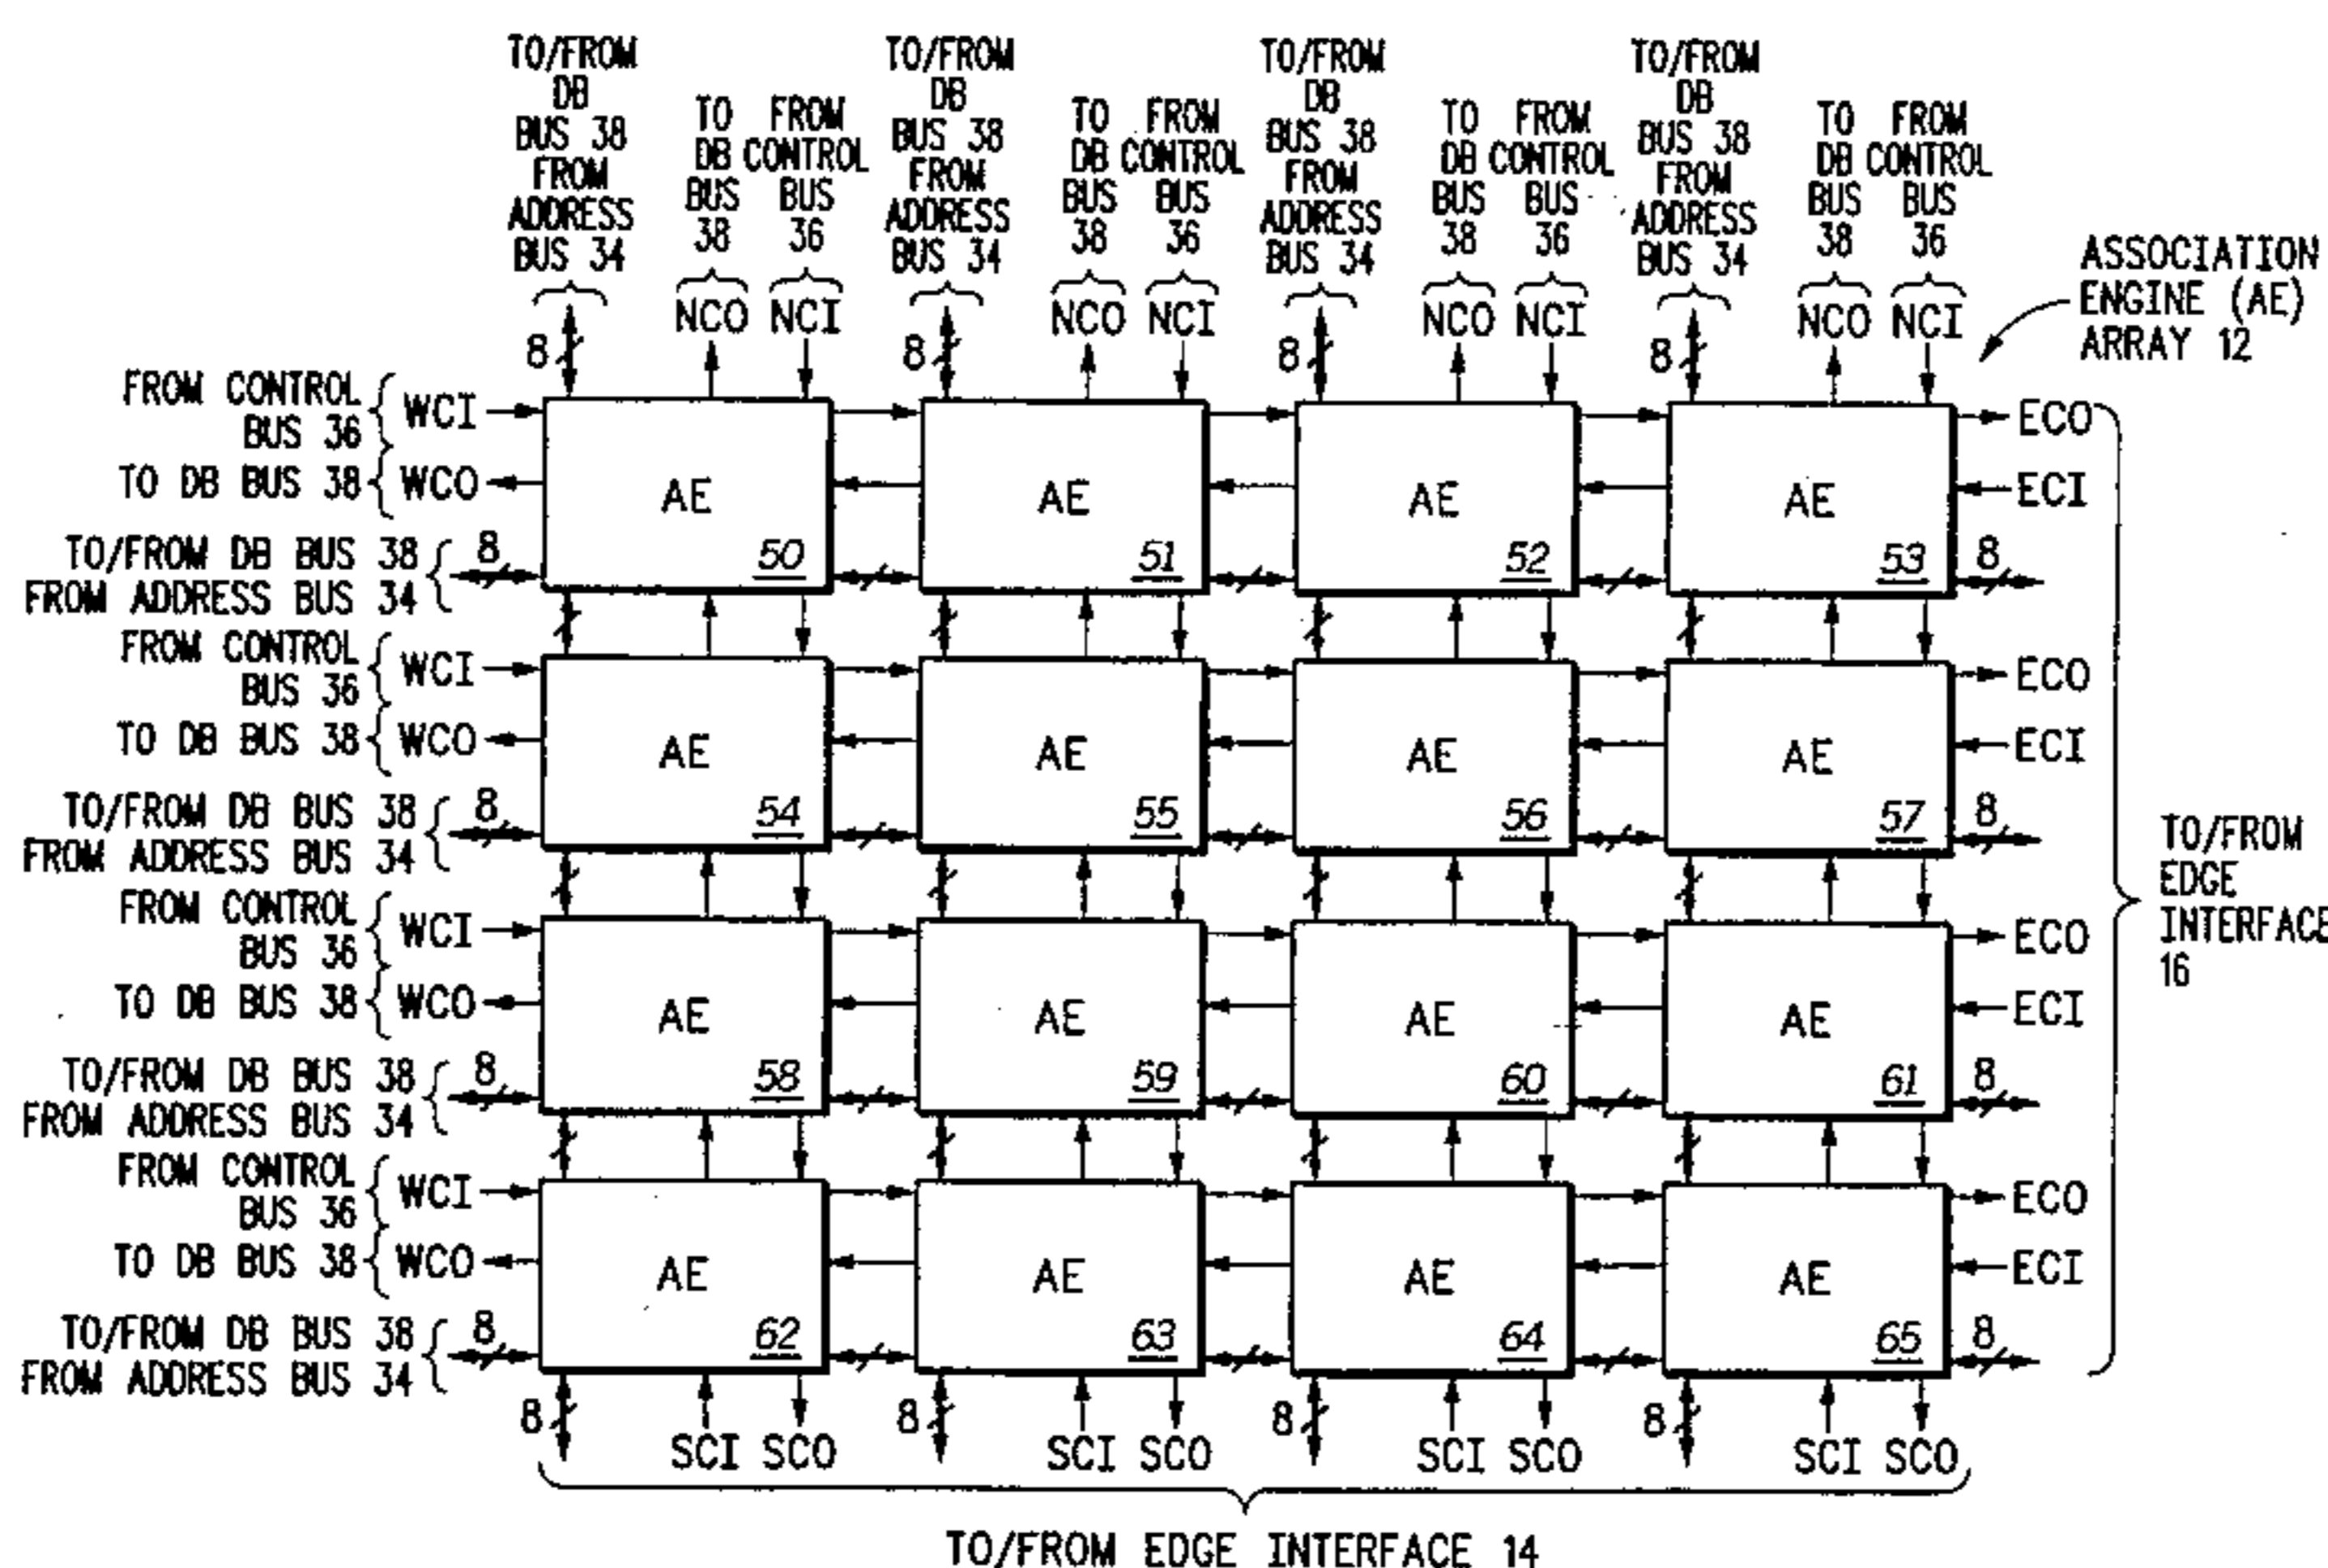 TO/FROM
DB
BUS 38
FROM
ADDRESS
BUS 34
TO
DB
BUS
38
FROM
CONTROL
BUS
36
TO/FROM
DB
BUS 38
FROM
ADDRESS
BUS 34
TO
DB
BUS
38
FROM
CONTROL
BUS
36
TO/FROM
DB
BUS 38
FROM
ADDRESS
BUS 34
TO
DB
BUS
38
FROM
CONTROL
BUS
36
TO/FROM
DB
BUS 38
FROM
ADDRESS
BUS 34
TO
DB
BUS
38
FROM
CONTROL
BUS
36
ASSOCIATION
ENGINE (AE)
ARRAY 12
8 NCO NCI 8 NCO NCI 8 NCO NCI 8 NCO NCI
FROM CONTROL
BUS 36
WCI
ECO
TO DB BUS 38
WCO
AE AE AE AE
ECI
TO/FROM DB BUS 38
FROM ADDRESS BUS 34
8 50 51 52 53 8
FROM CONTROL
BUS 36
WCI
ECO
TO DB BUS 38
WCO
AE AE AE AE
ECI
TO/FROM DB BUS 38
FROM ADDRESS BUS 34
8 54 55 56 57 8
TO/FROM
EDGE
INTERFACE
16
FROM CONTROL
BUS 36
WCI
ECO
TO DB BUS 38
WCO
AE AE AE AE
ECI
TO/FROM DB BUS 38
FROM ADDRESS BUS 34
8 58 59 60 61 8
FROM CONTROL
BUS 36
WCI
ECO
TO DB BUS 38
WCO
AE AE AE AE
ECI
TO/FROM DB BUS 38
FROM ADDRESS BUS 34
8 62 63 64 65 8
8 SCI SCO 8 SCI SCO 8 SCI SCO 8 SCI SCO
TO/FROM EDGE INTERFACE 14